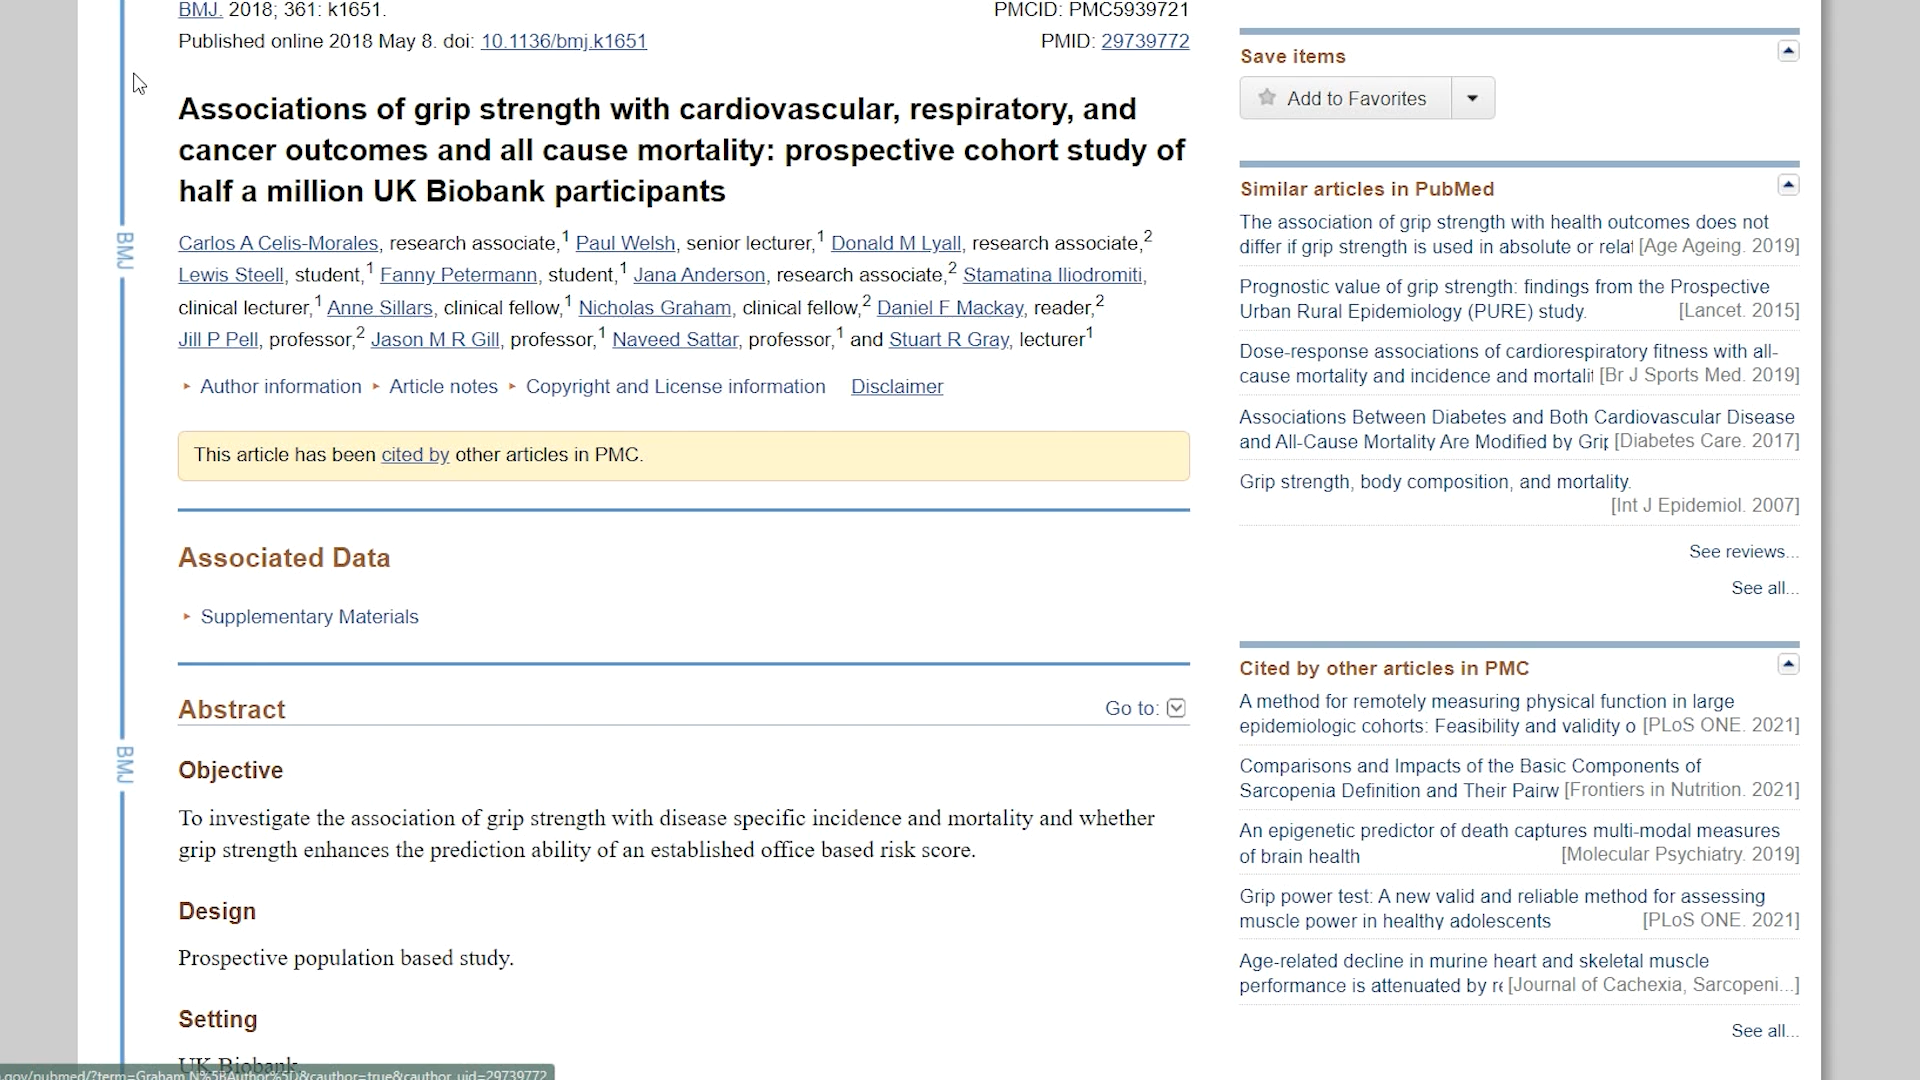 BMJ. 2018; 361: k1651.
PMCID: PMC5939721
Published online 2018 May 8. doi: 10.1136/bmj.k1651
PMID: 29739772
Associations of grip strength with cardiovascular, respiratory, and
cancer outcomes and all cause mortality: prospective cohort study of
half a million UK Biobank participants
Carlos A Celis-Morales, research associate,1 Paul Welsh, senior lecturer,1 Donald M Lyall, research associate,2
Lewis Steell, student,1 Fanny Petermann, student,1 Jana Anderson, research associate,2 Stamatina Iliodromiti,
clinical lecturer,1 Anne Sillars, clinical fellow,1 Nicholas Graham, clinical fellow,2 Daniel F Mackay, reader,2
Jill P Pell, professor,2 Jason M R Gill, professor,1 Naveed Sattar, professor,1 and Stuart R Gray, lecturer1
Author information Article notes Copyright and License information Disclaimer
This article has been cited by other articles in PMC.
Associated Data
Supplementary Materials
Abstract
Go to:
Objective
To investigate the association of grip strength with disease specific incidence and mortality and whether
grip strength enhances the prediction ability of an established office based risk score.
Design
Prospective population based study.
Setting
UK Biobank
BMJ
BMJ
Save items
Add to Favorites
Similar articles in PubMed
The association of grip strength with health outcomes does not
differ if grip strength is used in absolute or relat [Age Ageing. 2019]
Prognostic value of grip strength: findings from the Prospective
Urban Rural Epidemiology (PURE) study. [Lancet. 2015]
Dose-response associations of cardiorespiratory fitness with all-
cause mortality and incidence and mortalit [Br J Sports Med. 2019]
Associations Between Diabetes and Both Cardiovascular Disease
and All-Cause Mortality Are Modified by Grip [Diabetes Care. 2017]
Grip strength, body composition, and mortality.
[Int J Epidemiol. 2007]
See reviews...
See all...
Cited by other articles in PMC
A method for remotely measuring physical function in large
epidemiologic cohorts: Feasibility and validity o [PLoS ONE. 2021]
Comparisons and Impacts of the Basic Components of
Sarcopenia Definition and Their Pairw [Frontiers in Nutrition. 2021]
An epigenetic predictor of death captures multi-modal measures
of brain health [Molecular Psychiatry. 2019]
Grip power test: A new valid and reliable method for assessing
muscle power in healthy adolescents [PLoS ONE. 2021]
Age-related decline in murine heart and skeletal muscle
performance is attenuated by re [Journal of Cachexia, Sarcopeni...]
See all...
.gov/pubmed/?term=Graham N%5BAuthor%5D&cauthor=true&cauthor_uid=29739772